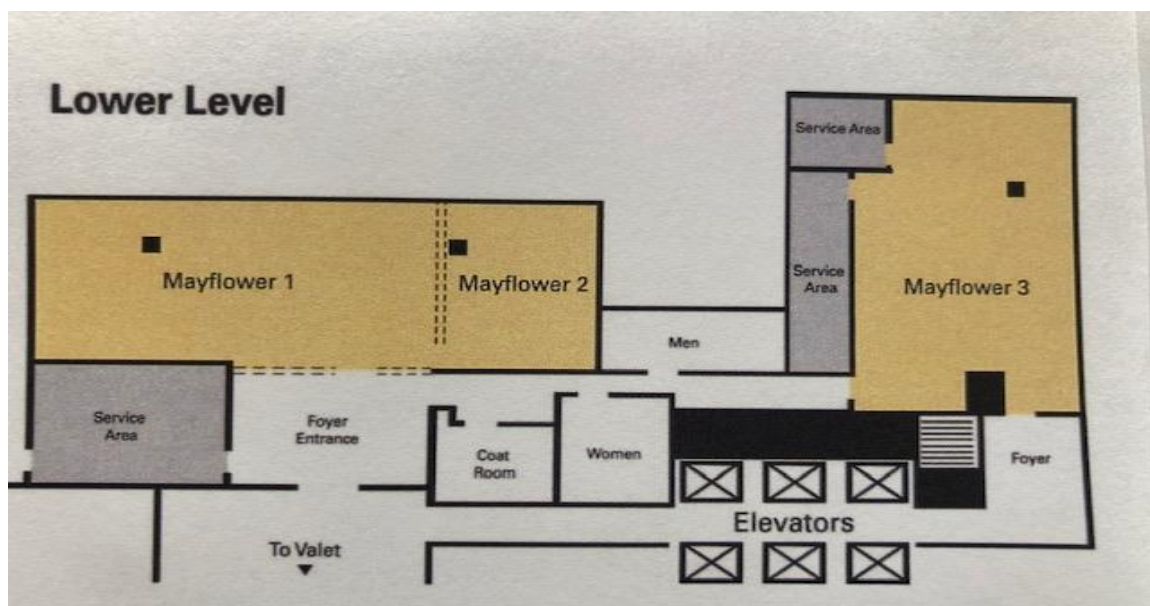 Lower Level
Service Area
Mayflower 1
Mayflower 2
Service
Area
Mayflower 3
Men
Service
Area
Foyer
Entrance
Coat
Room
Women
Foyer
Elevators
To Valet